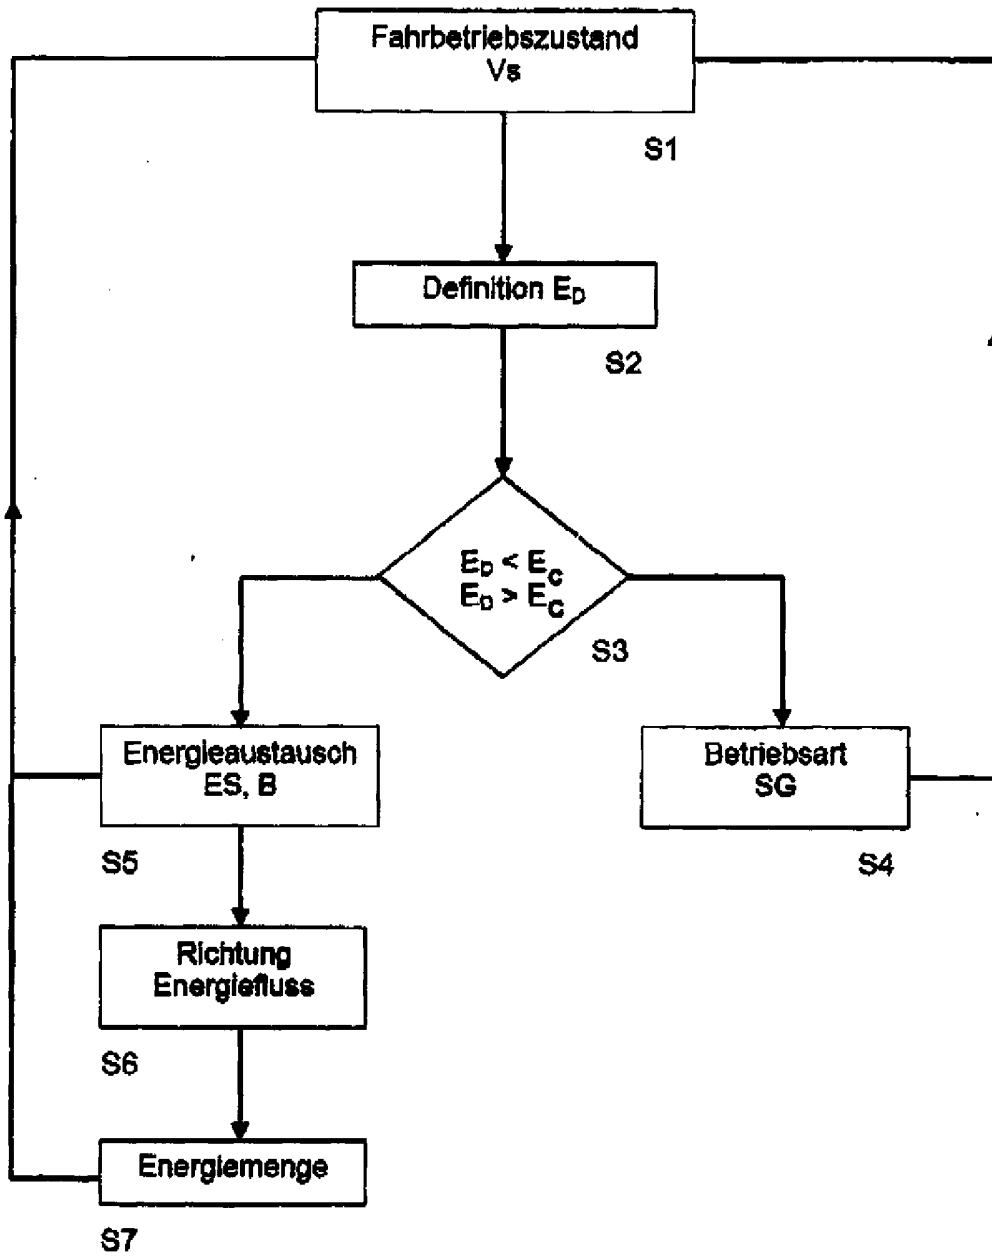 Fahrbetriebszustand
Vs
S1
Definition E_D
S2
E_D < E_C
E_D > E_C
S3
Energieaustausch
ES, B
S5
Betriebsart
SG
S4
Richtung
Energiefluss
S6
Energiemenge
S7